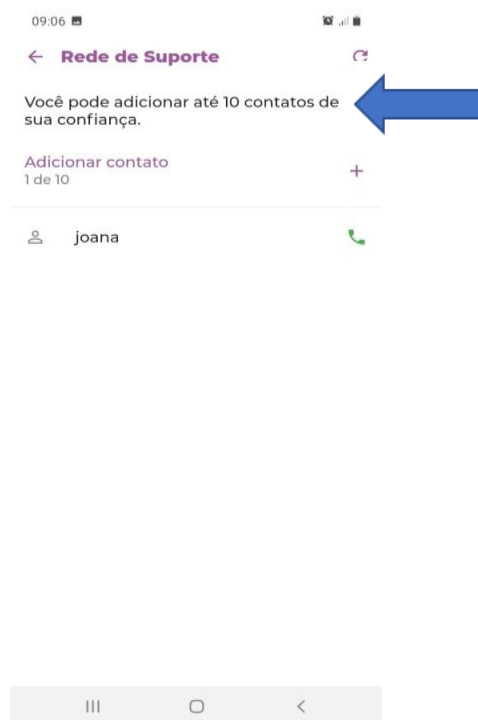 09:06
Rede de Suporte
Você pode adicionar até 10 contatos de
sua confiança.
Adicionar contato
1 de 10
joana